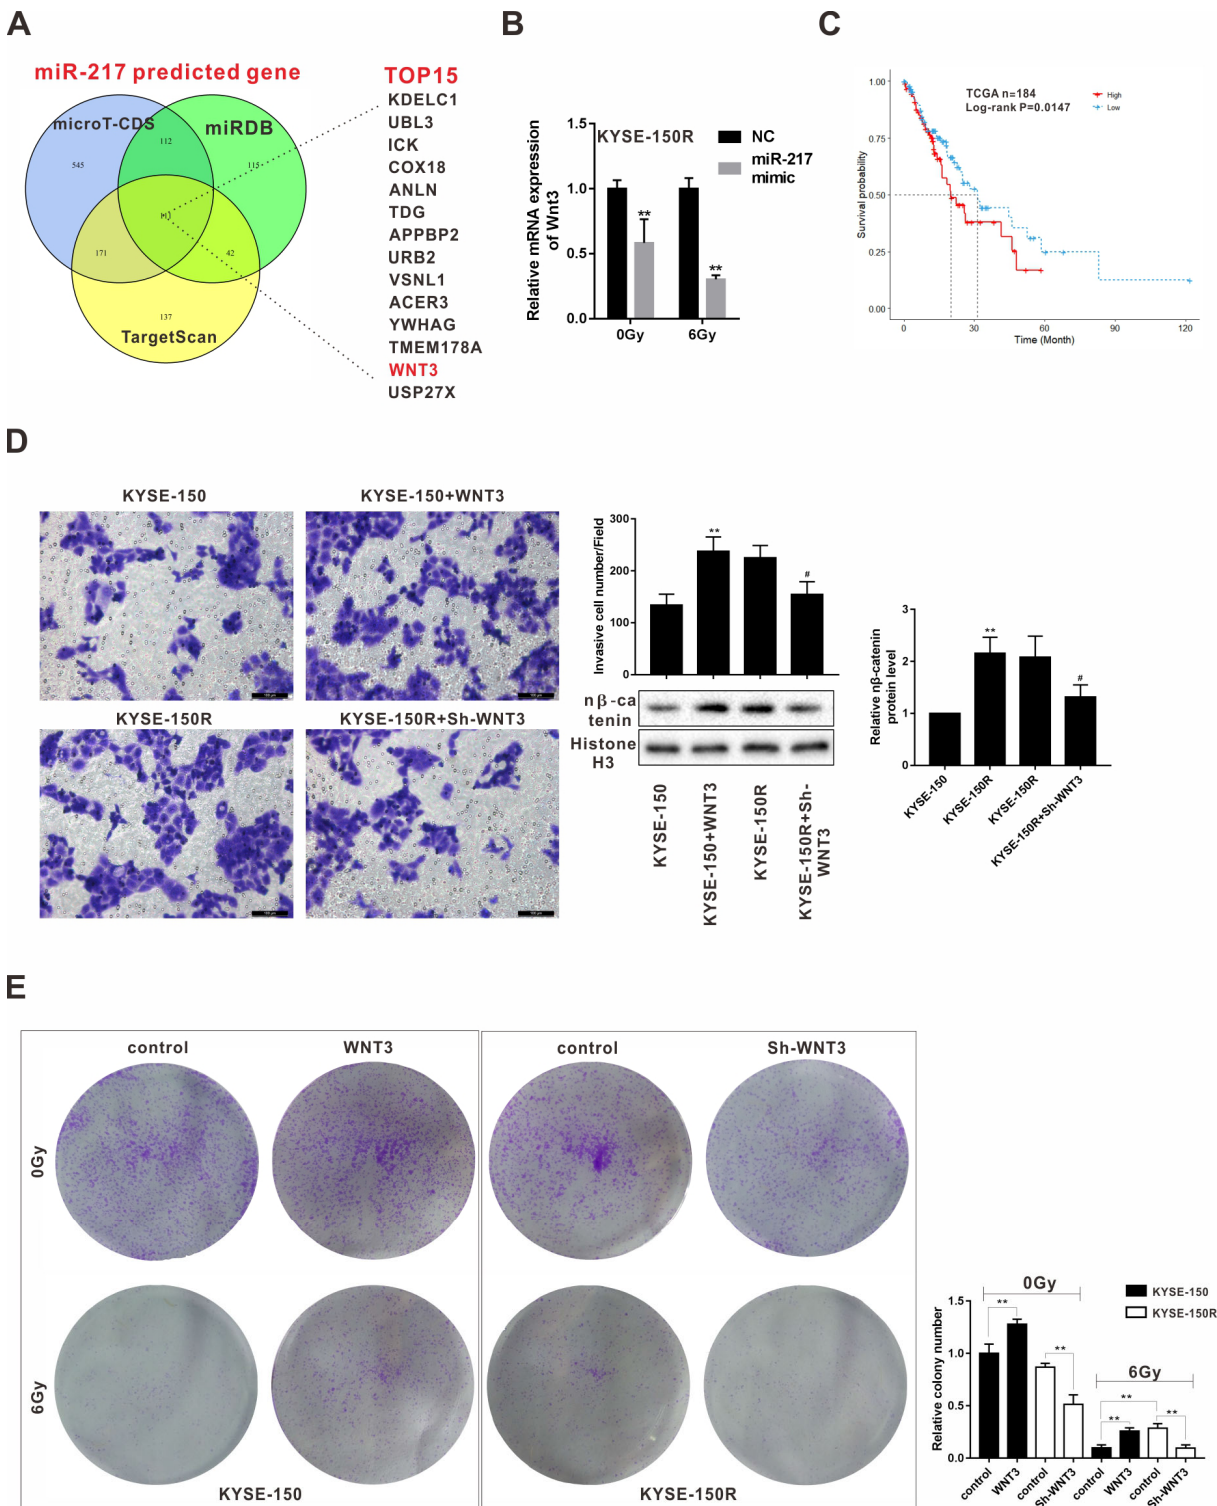 A
miR-217 predicted gene
microT-CDS
miRDB
TargetScan
545
112
115
171
42
137
TOP15
KDELC1
UBL3
ICK
COX18
ANLN
TDG
APPBP2
URB2
VSNL1
ACER3
YWHAG
TMEM178A
WNT3
USP27X
B
KYSE-150R
NC
miR-217
mimic
Relative mRNA expression
of Wnt3
1.5
1.0
0.5
0.0
**
**
0Gy
6Gy
C
TCGA n=184
Log-rank P=0.0147
High
Low
Survival probability
1.00
0.75
0.50
0.25
0.00
0
30
60
90
120
Time (Month)
D
KYSE-150
KYSE-150+WNT3
KYSE-150R
KYSE-150R+Sh-WNT3
Invasive cell number/Field
300
200
100
0
**
#
nβ-ca
tenin
Histone
H3
KYSE-150
KYSE-150+WNT3
KYSE-150R
KYSE-150R+Sh-
WNT3
Relative nβ-catenin
protein level
3
2
1
0
**
#
KYSE-150
KYSE-150R
KYSE-150R
KYSE-150R+Sh-WNT3
E
control
WNT3
control
Sh-WNT3
0Gy
6Gy
KYSE-150
KYSE-150R
0Gy
KYSE-150
KYSE-150R
6Gy
Relative colony number
1.5
1.0
0.5
0.0
**
**
**
**
**
control
WNT3
control
Sh-WNT3
control
WNT3
control
Sh-WNT3